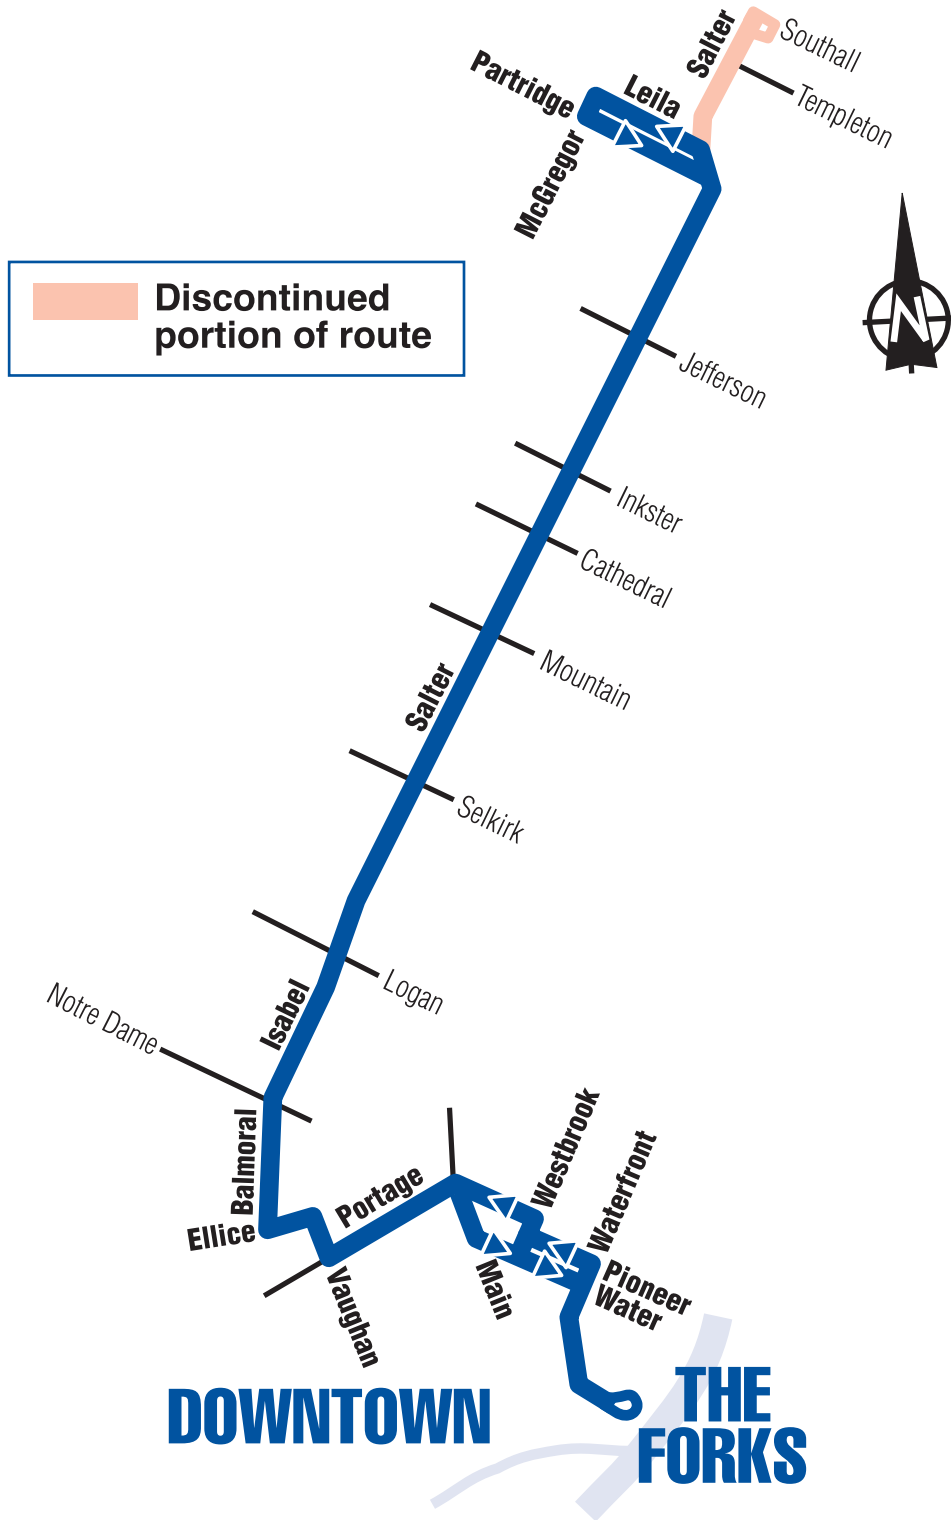 Salter
Southall
Templeton
Partridge
Leila
McGregor
N
Discontinued
portion of route
Jefferson
Inkster
Cathedral
Mountain
Salter
Selkirk
Logan
Isabel
Notre Dame
Balmoral
Ellice
Portage
Vaughan
Westbrook
Waterfront
Main
Pioneer
Water
DOWNTOWN
THE
FORKS